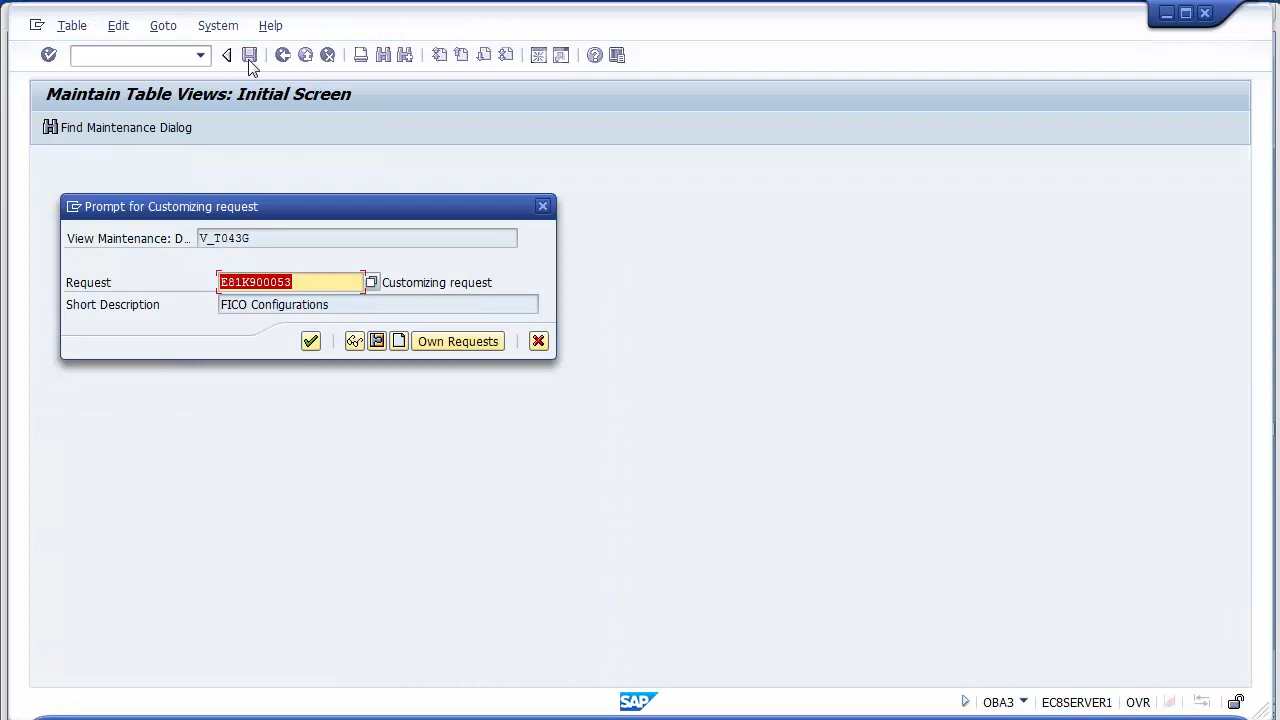 Table Edit Goto System Help
Maintain Table Views: Initial Screen
Find Maintenance Dialog
Prompt for Customizing request
View Maintenance: D.. V_T043G
Request E81K900053 Customizing request
Short Description FICO Configurations
Own Requests
SAP OBA3 EC8SERVER1 OVR